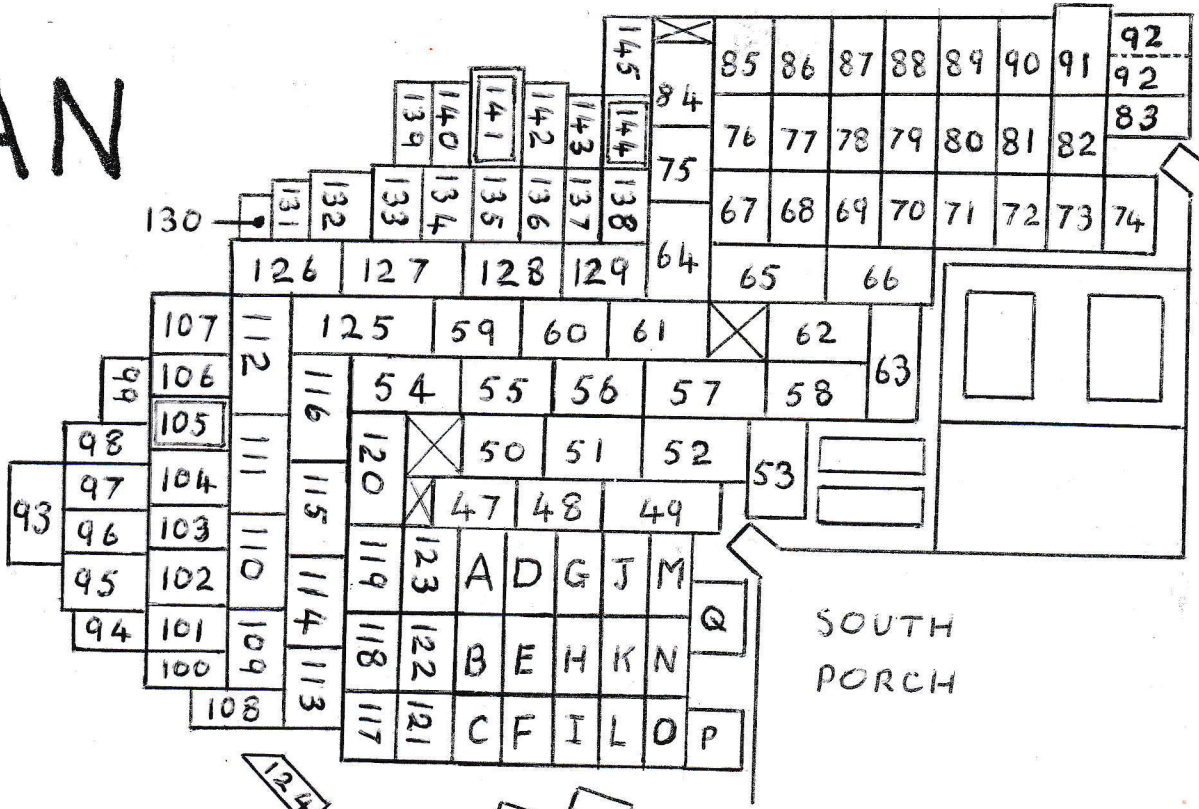 AN
145 85 86 87 88 89 90 91 92
92
139 140 141 142 143 144 84 76 77 78 79 80 81 82 83
131 132 133 134 135 136 137 138 75 67 68 69 70 71 72 73 74
130
126 127 128 129 64 65 66
107 112 125 59 60 61 62 63
99 106 116 54 55 56 57 58
98 105 111 120 50 51 52 53
93 97 104 115 47 48 49
96 103 110 119 123 A D G J M
95 102 114 Q
94 101 109 118 122 B E H K N
100 113
108 117 121 C F I L O P
124
SOUTH
PORCH